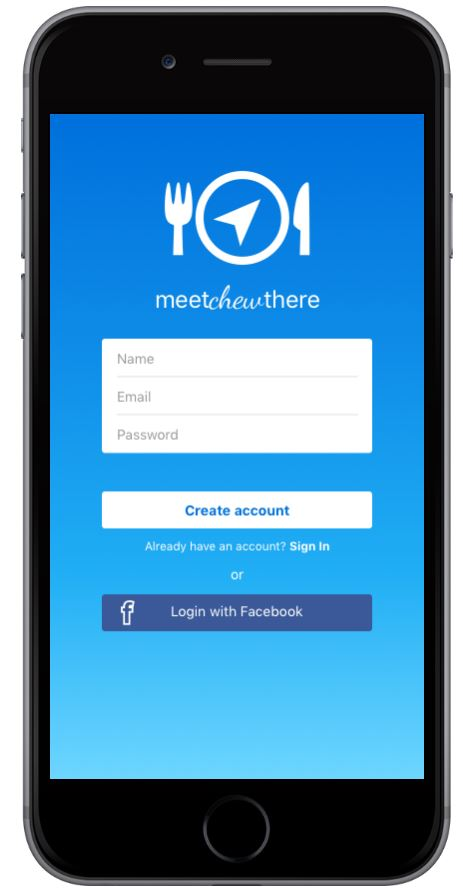 meetchewthere
Name
Email
Password
Create account
Already have an account? Sign In
or
f Login with Facebook